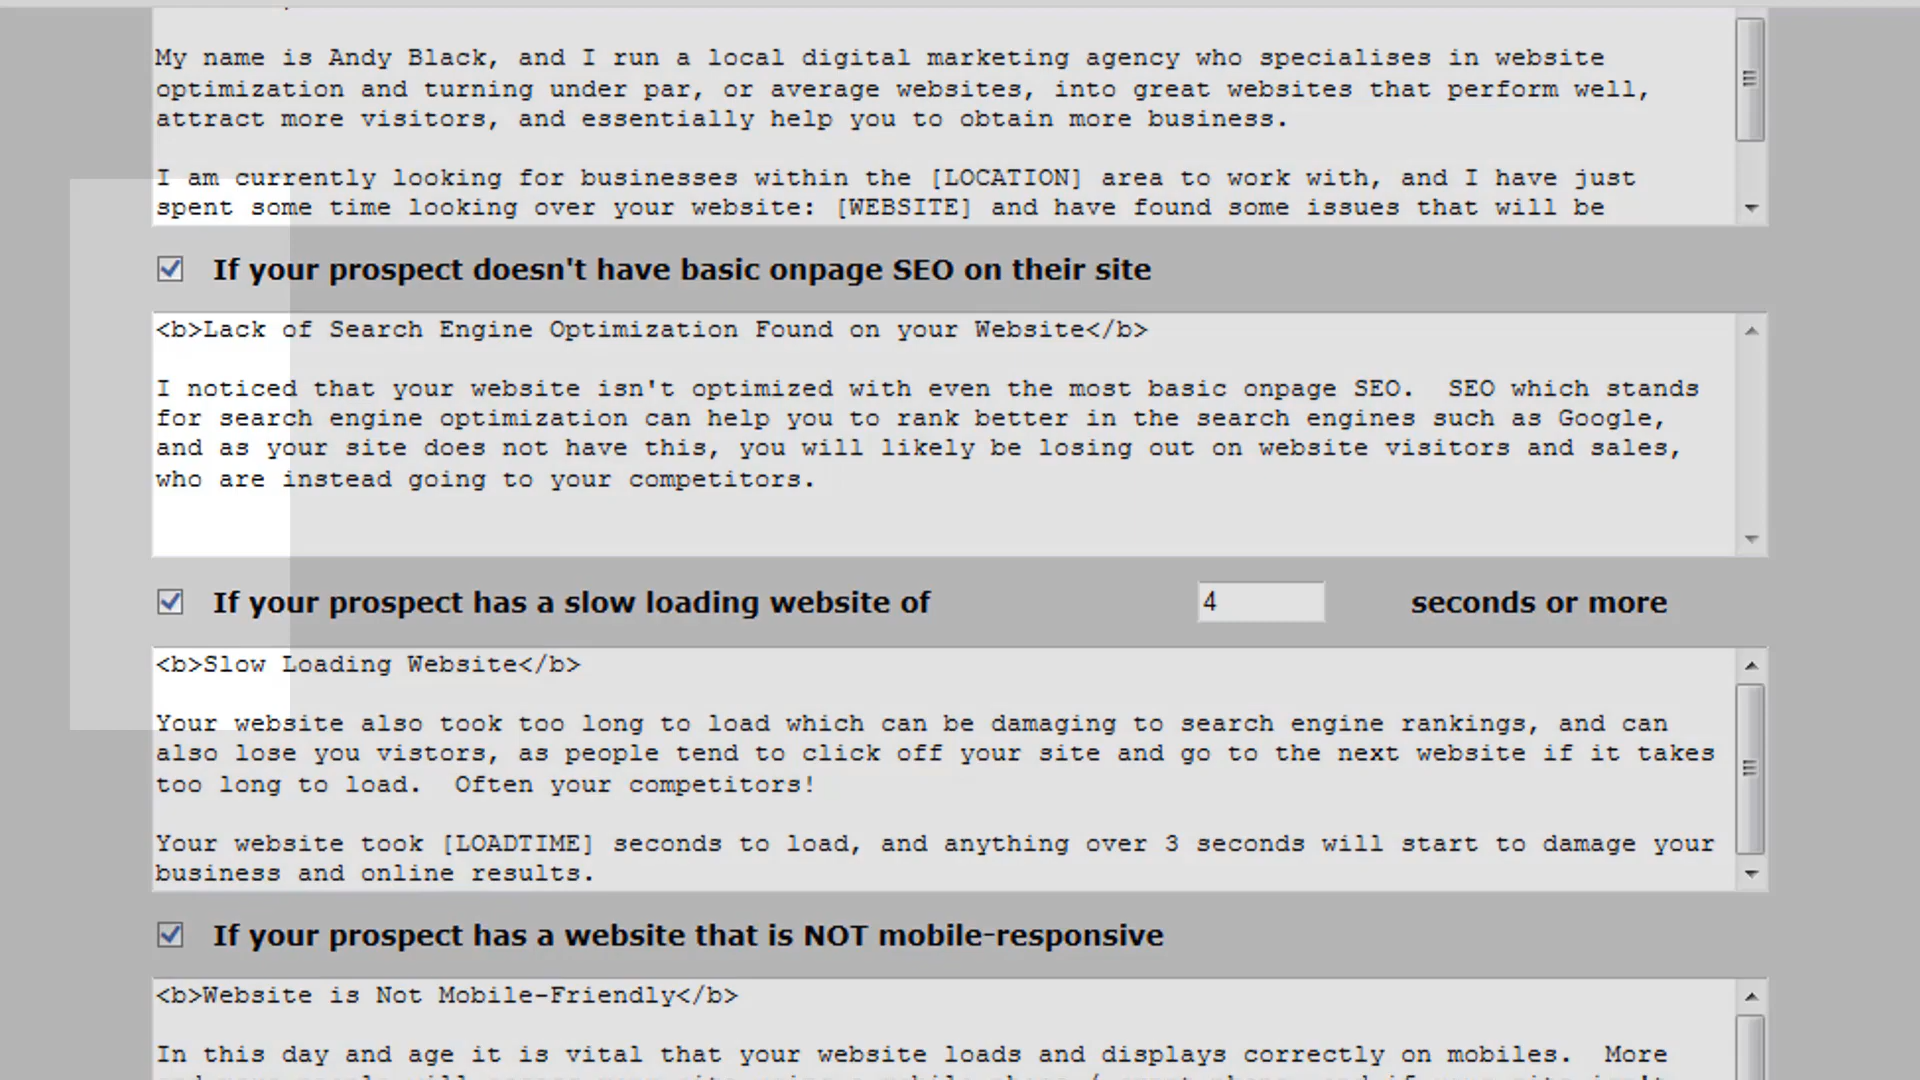 My name is Andy Black, and I run a local digital marketing agency who specialises in website
optimization and turning under par, or average websites, into great websites that perform well,
attract more visitors, and essentially help you to obtain more business.
I am currently looking for businesses within the [LOCATION] area to work with, and I have just
spent some time looking over your website: [WEBSITE] and have found some issues that will be
If your prospect doesn't have basic onpage SEO on their site
<b>Lack of Search Engine Optimization Found on your Website</b>
I noticed that your website isn't optimized with even the most basic onpage SEO.  SEO which stands
for search engine optimization can help you to rank better in the search engines such as Google,
and as your site does not have this, you will likely be losing out on website visitors and sales,
who are instead going to your competitors.
If your prospect has a slow loading website of 4 seconds or more
<b>Slow Loading Website</b>
Your website also took too long to load which can be damaging to search engine rankings, and can
also lose you vistors, as people tend to click off your site and go to the next website if it takes
too long to load.  Often your competitors!
Your website took [LOADTIME] seconds to load, and anything over 3 seconds will start to damage your
business and online results.
If your prospect has a website that is NOT mobile-responsive
<b>Website is Not Mobile-Friendly</b>
In this day and age it is vital that your website loads and displays correctly on mobiles.  More